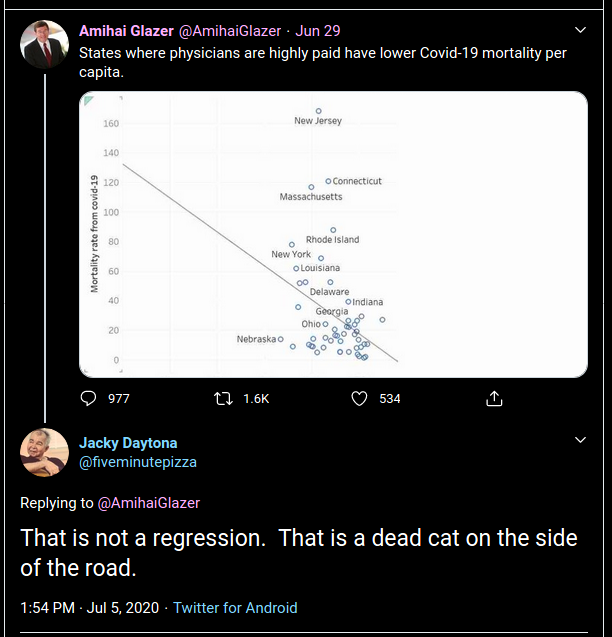 Amihai Glazer @AmihaiGlazer · Jun 29
States where physicians are highly paid have lower Covid-19 mortality per
capita.
Mortality rate from covid-19
160
140
120
100
80
60
40
20
0
New Jersey
Connecticut
Massachusetts
Rhode Island
New York
Louisiana
Delaware
Indiana
Georgia
Ohio
Nebraska
977 1.6K 534
Jacky Daytona
@fiveminutepizza
Replying to @AmihaiGlazer
That is not a regression. That is a dead cat on the side
of the road.
1:54 PM · Jul 5, 2020 · Twitter for Android